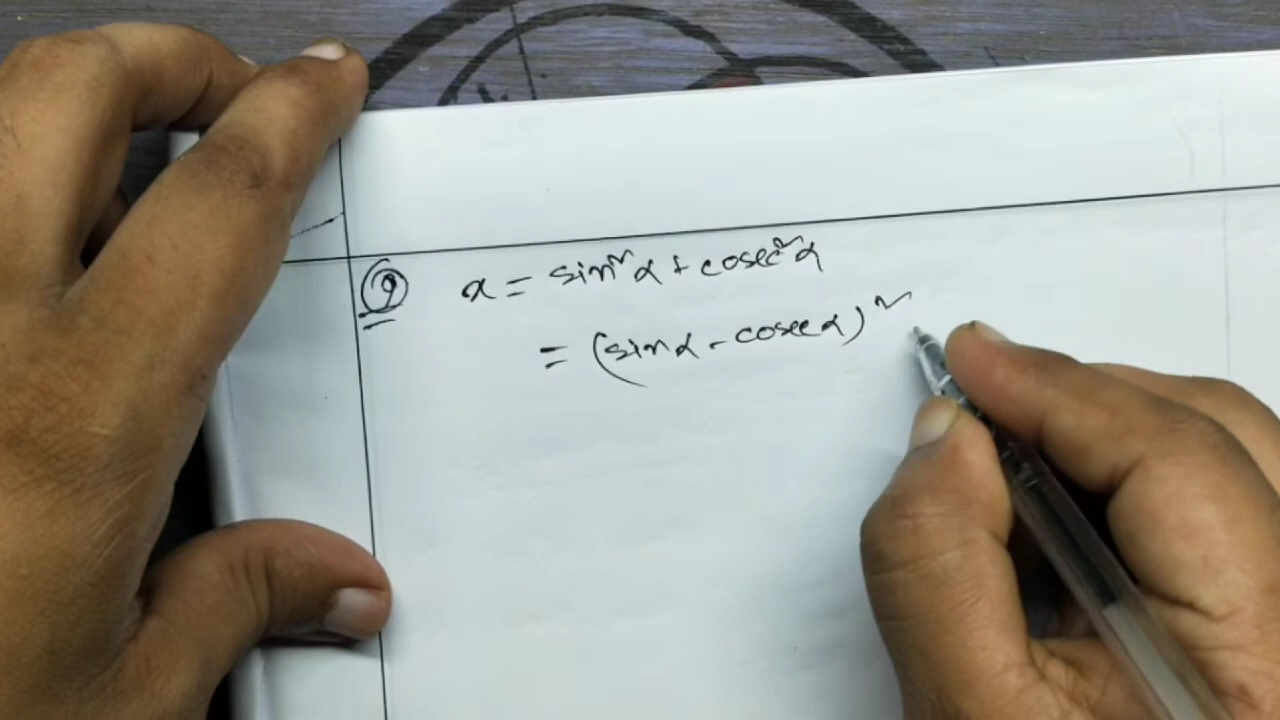 9 x = sin²α + cosec²α
= (sinα - cosecα)²